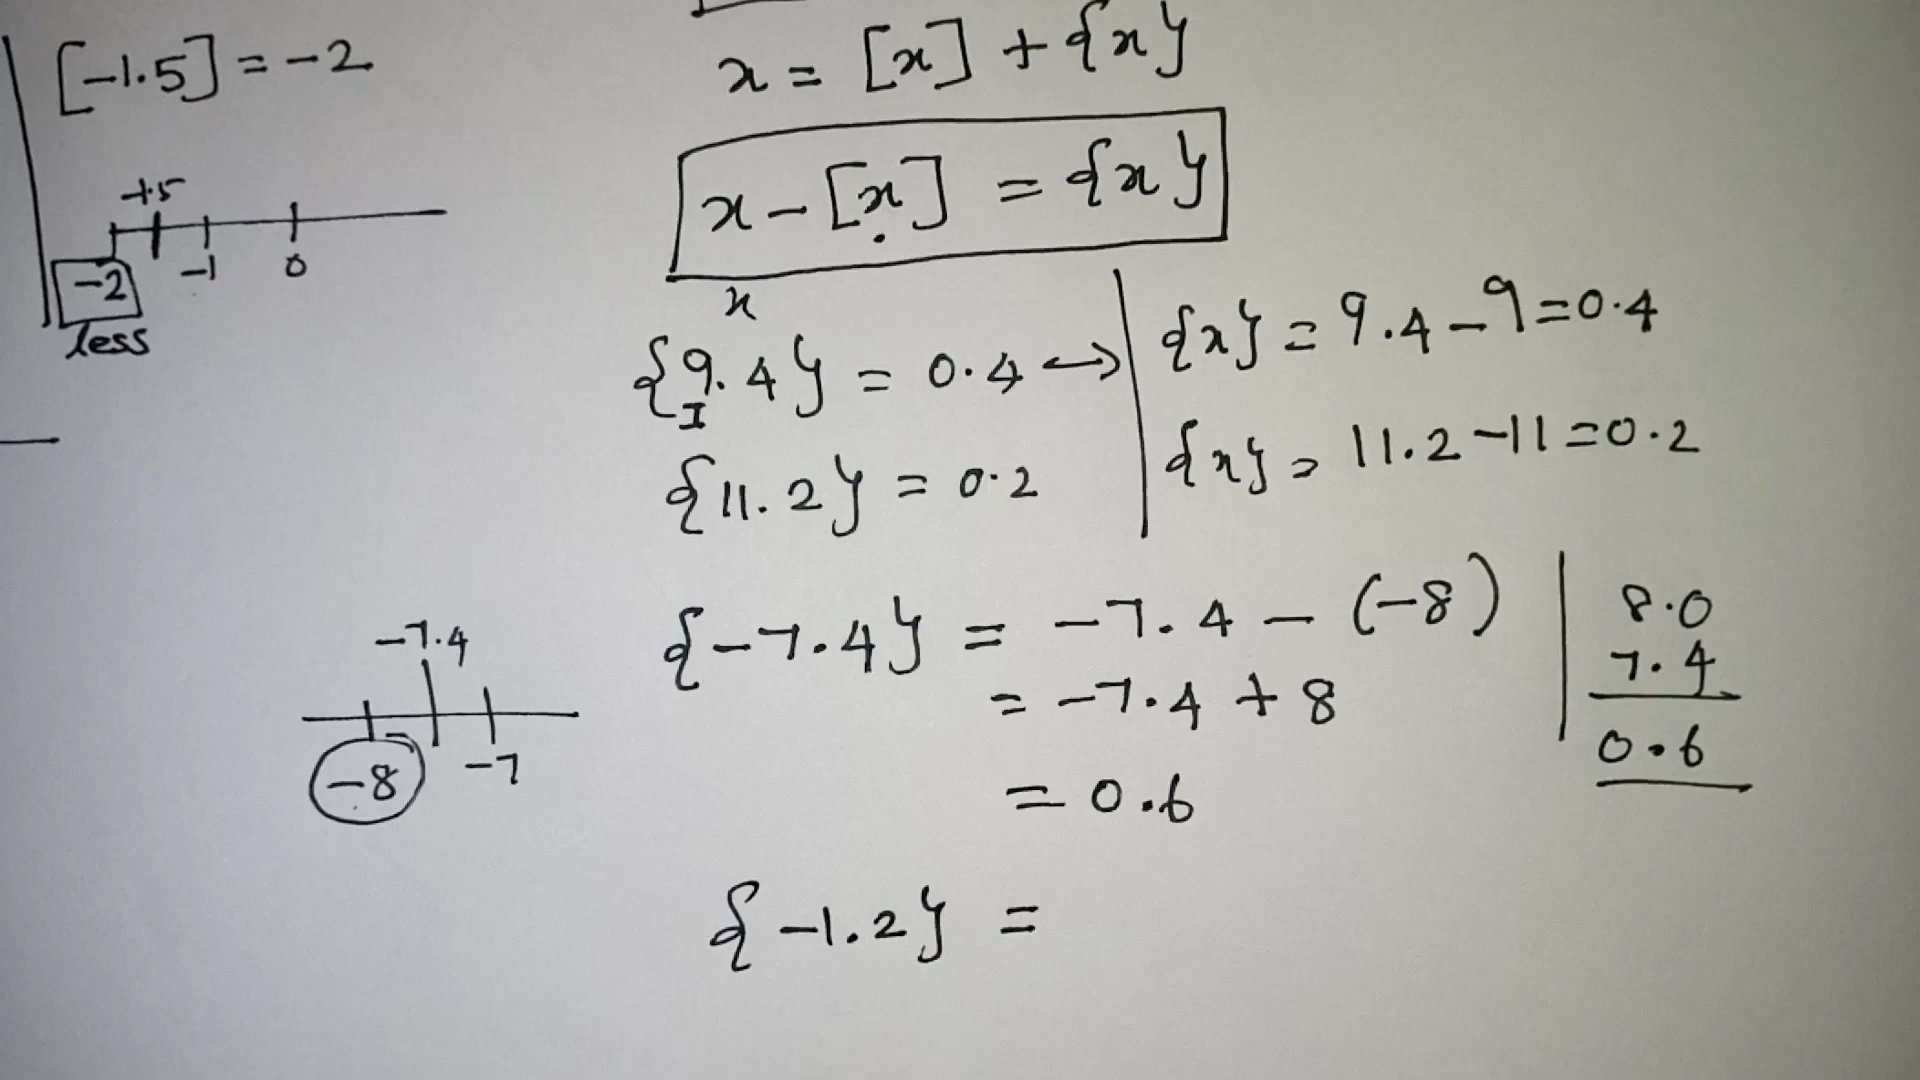 [-1.5] = -2
-1.5
-2 -1 0
less
x = [x] + {x}
x - [x] = {x}
x
{9.4} = 0.4 →
I
{11.2} = 0.2
{x} = 9.4 - 9 = 0.4
{x} = 11.2 - 11 = 0.2
-7.4
-8 -7
{-7.4} = -7.4 - (-8)
= -7.4 + 8
= 0.6
8.0
7.4
0.6
{-1.2} =